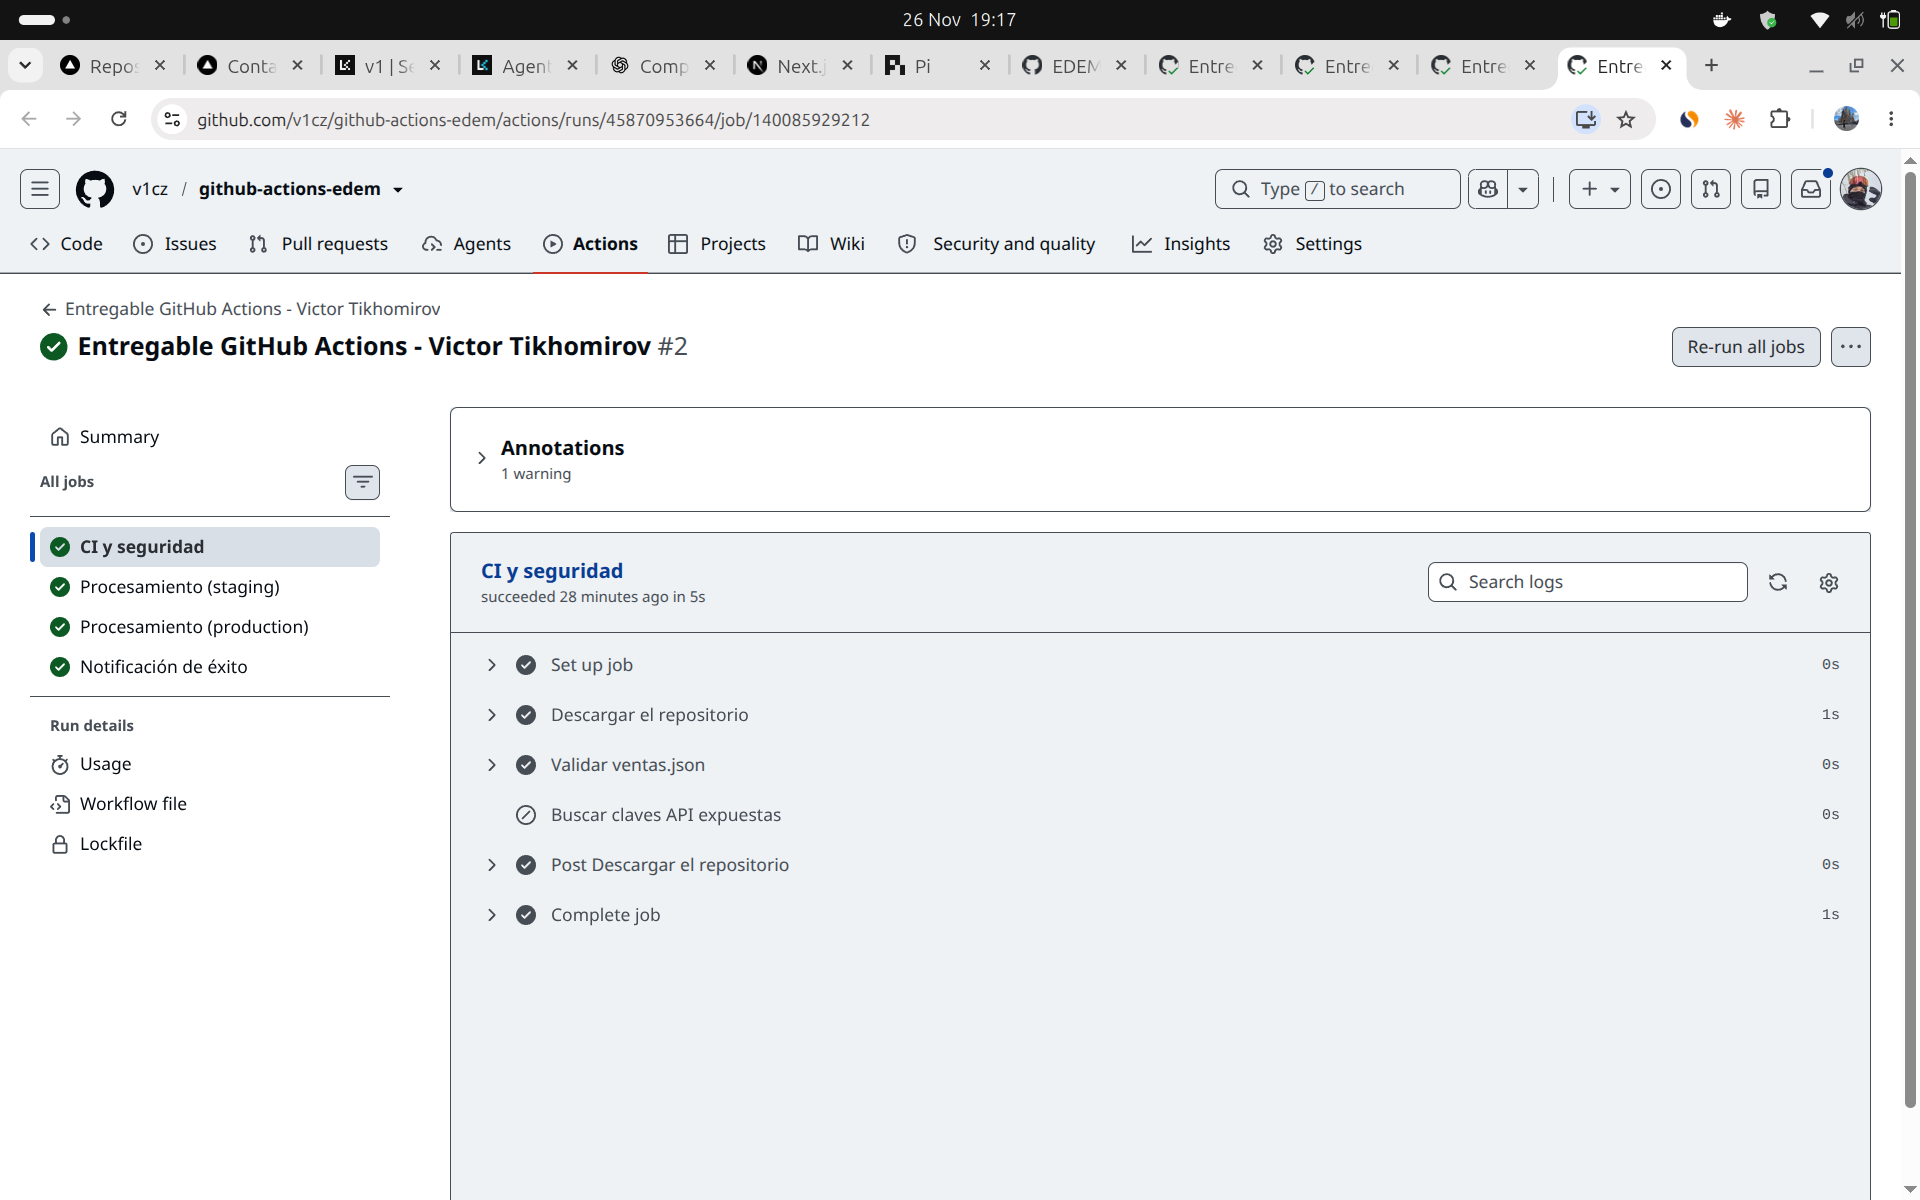 26 Nov 19:17
Repos
Conta
v1 | Se
Agent
Comp
Next.j
Pi
EDEM
Entre
Entre
Entre
Entre
github.com/v1cz/github-actions-edem/actions/runs/45870953664/job/140085929212
v1cz / github-actions-edem
Type / to search
Code
Issues
Pull requests
Agents
Actions
Projects
Wiki
Security and quality
Insights
Settings
Entregable GitHub Actions - Victor Tikhomirov
Entregable GitHub Actions - Victor Tikhomirov #2
Re-run all jobs
Summary
All jobs
CI y seguridad
Procesamiento (staging)
Procesamiento (production)
Notificación de éxito
Run details
Usage
Workflow file
Lockfile
Annotations
1 warning
CI y seguridad
succeeded 28 minutes ago in 5s
Search logs
Set up job 0s
Descargar el repositorio 1s
Validar ventas.json 0s
Buscar claves API expuestas 0s
Post Descargar el repositorio 0s
Complete job 1s